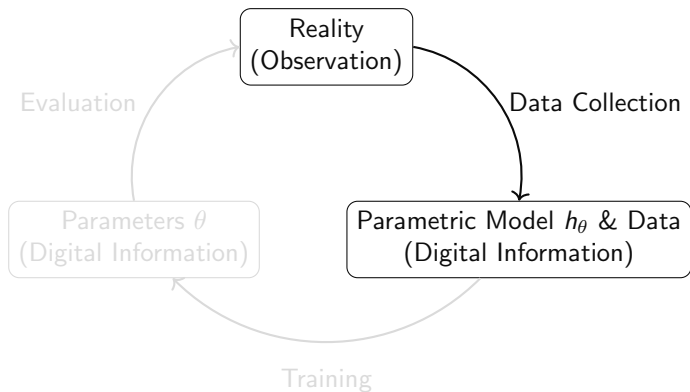 Reality
(Observation)
Evaluation
Data Collection
Parameters θ
(Digital Information)
Parametric Model h_θ & Data
(Digital Information)
Training